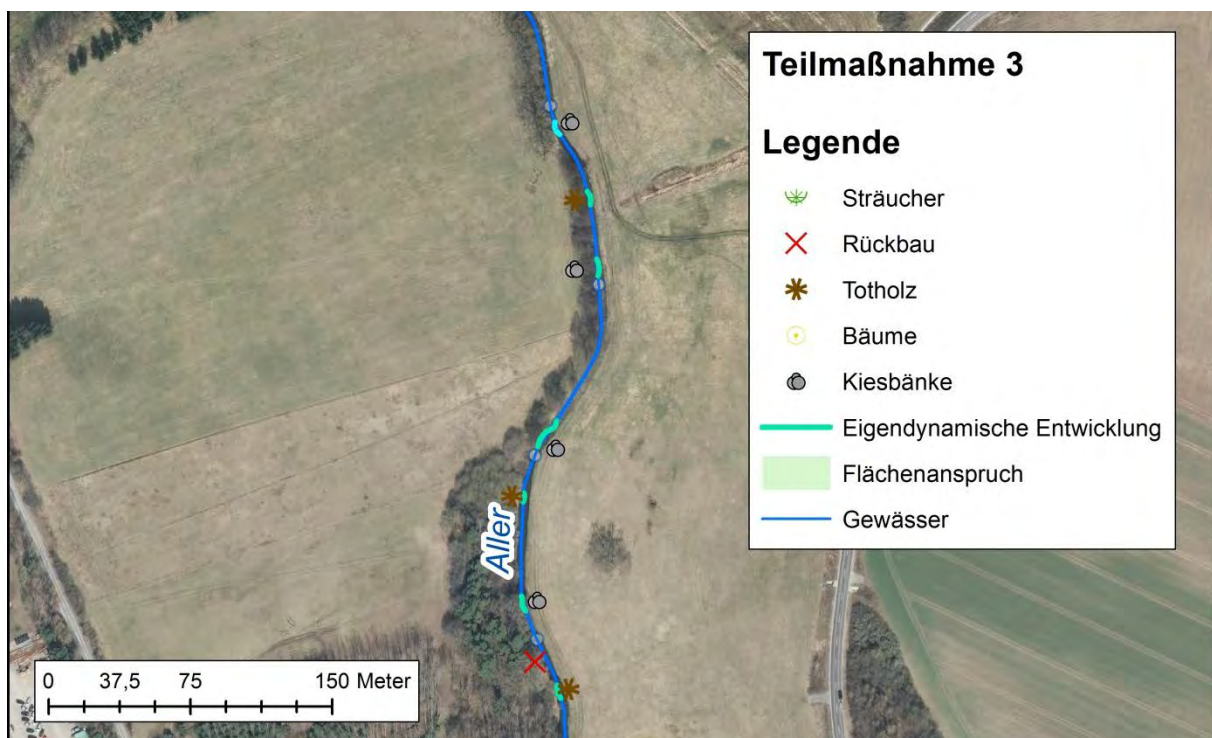 Teilmaßnahme 3
Legende
Sträucher
Rückbau
Totholz
Bäume
Kiesbänke
Eigendynamische Entwicklung
Flächenanspruch
Gewässer
Aller
0 37,5 75 150 Meter